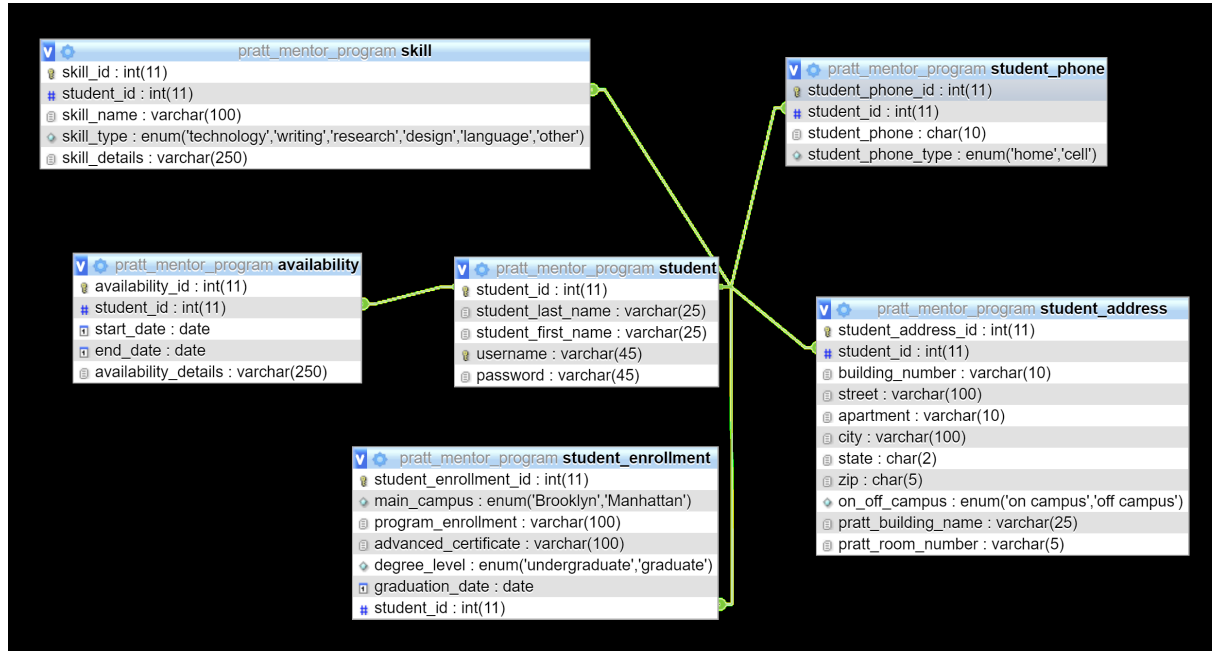 pratt_mentor_program skill
skill_id : int(11)
student_id : int(11)
skill_name : varchar(100)
skill_type : enum('technology','writing','research','design','language','other')
skill_details : varchar(250)
pratt_mentor_program student_phone
student_phone_id : int(11)
student_id : int(11)
student_phone : char(10)
student_phone_type : enum('home','cell')
pratt_mentor_program availability
availability_id : int(11)
student_id : int(11)
start_date : date
end_date : date
availability_details : varchar(250)
pratt_mentor_program student
student_id : int(11)
student_last_name : varchar(25)
student_first_name : varchar(25)
username : varchar(45)
password : varchar(45)
pratt_mentor_program student_address
student_address_id : int(11)
student_id : int(11)
building_number : varchar(10)
street : varchar(100)
apartment : varchar(10)
city : varchar(100)
state : char(2)
zip : char(5)
on_off_campus : enum('on campus','off campus')
pratt_building_name : varchar(25)
pratt_room_number : varchar(5)
pratt_mentor_program student_enrollment
student_enrollment_id : int(11)
main_campus : enum('Brooklyn','Manhattan')
program_enrollment : varchar(100)
advanced_certificate : varchar(100)
degree_level : enum('undergraduate','graduate')
graduation_date : date
student_id : int(11)